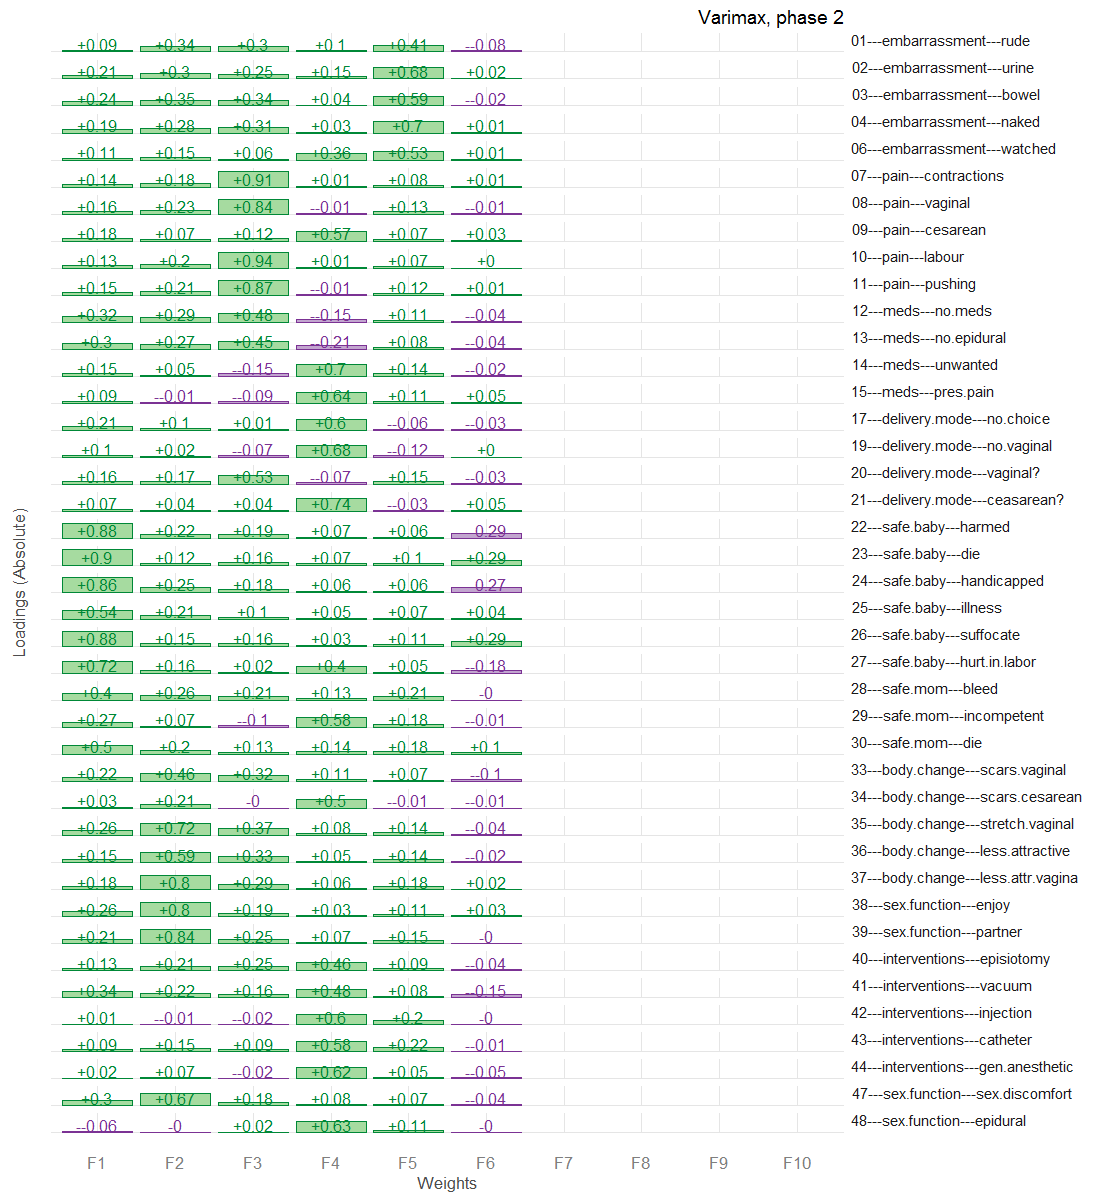 Varimax, phase 2
+0.09 +0.34 +0.3 +0.1 +0.41 --0.08 01---embarrassment---rude
+0.21 +0.3 +0.25 +0.15 +0.68 +0.02 02---embarrassment---urine
+0.24 +0.35 +0.34 +0.04 +0.59 --0.02 03---embarrassment---bowel
+0.19 +0.28 +0.31 +0.03 +0.7 +0.01 04---embarrassment---naked
+0.11 +0.15 +0.06 +0.36 +0.53 +0.01 06---embarrassment---watched
+0.14 +0.18 +0.91 +0.01 +0.08 +0.01 07---pain---contractions
+0.16 +0.23 +0.84 --0.01 +0.13 --0.01 08---pain---vaginal
+0.18 +0.07 +0.12 +0.57 +0.07 +0.03 09---pain---cesarean
+0.13 +0.2 +0.94 +0.01 +0.07 +0 10---pain---labour
+0.15 +0.21 +0.87 --0.01 +0.12 +0.01 11---pain---pushing
+0.32 +0.29 +0.48 --0.15 +0.11 --0.04 12---meds---no.meds
+0.3 +0.27 +0.45 --0.21 +0.08 --0.04 13---meds---no.epidural
+0.15 +0.05 --0.15 +0.7 +0.14 --0.02 14---meds---unwanted
+0.09 --0.01 --0.09 +0.64 +0.11 +0.05 15---meds---pres.pain
+0.21 +0.1 +0.01 +0.6 --0.06 --0.03 17---delivery.mode---no.choice
+0.1 +0.02 --0.07 +0.68 --0.12 +0 19---delivery.mode---no.vaginal
+0.16 +0.17 +0.53 --0.07 +0.15 --0.03 20---delivery.mode---vaginal?
+0.07 +0.04 +0.04 +0.74 --0.03 +0.05 21---delivery.mode---ceasarean?
+0.88 +0.22 +0.19 +0.07 +0.06 --0.29 22---safe.baby---harmed
+0.9 +0.12 +0.16 +0.07 +0.1 +0.29 23---safe.baby---die
+0.86 +0.25 +0.18 +0.06 +0.06 --0.27 24---safe.baby---handicapped
+0.54 +0.21 +0.1 +0.05 +0.07 +0.04 25---safe.baby---illness
+0.88 +0.15 +0.16 +0.03 +0.11 +0.29 26---safe.baby---suffocate
+0.72 +0.16 +0.02 +0.4 +0.05 --0.18 27---safe.baby---hurt.in.labor
+0.4 +0.26 +0.21 +0.13 +0.21 -0 28---safe.mom---bleed
+0.27 +0.07 --0.1 +0.58 +0.18 --0.01 29---safe.mom---incompetent
+0.5 +0.2 +0.13 +0.14 +0.18 +0.1 30---safe.mom---die
+0.22 +0.46 +0.32 +0.11 +0.07 --0.1 33---body.change---scars.vaginal
+0.03 +0.21 -0 +0.5 --0.01 --0.01 34---body.change---scars.cesarean
+0.26 +0.72 +0.37 +0.08 +0.14 --0.04 35---body.change---stretch.vaginal
+0.15 +0.59 +0.33 +0.05 +0.14 --0.02 36---body.change---less.attractive
+0.18 +0.8 +0.29 +0.06 +0.18 +0.02 37---body.change---less.attr.vagina
+0.26 +0.8 +0.19 +0.03 +0.11 +0.03 38---sex.function---enjoy
+0.21 +0.84 +0.25 +0.07 +0.15 -0 39---sex.function---partner
+0.13 +0.21 +0.25 +0.46 +0.09 --0.04 40---interventions---episiotomy
+0.34 +0.22 +0.16 +0.48 +0.08 --0.15 41---interventions---vacuum
+0.01 --0.01 --0.02 +0.6 +0.2 -0 42---interventions---injection
+0.09 +0.15 +0.09 +0.58 +0.22 --0.01 43---interventions---catheter
+0.02 +0.07 --0.02 +0.62 +0.05 --0.05 44---interventions---gen.anesthetic
+0.3 +0.67 +0.18 +0.08 +0.07 --0.04 47---sex.function---sex.discomfort
--0.06 -0 +0.02 +0.63 +0.11 -0 48---sex.function---epidural
F1 F2 F3 F4 F5 F6 F7 F8 F9 F10
Weights
Loadings (Absolute)